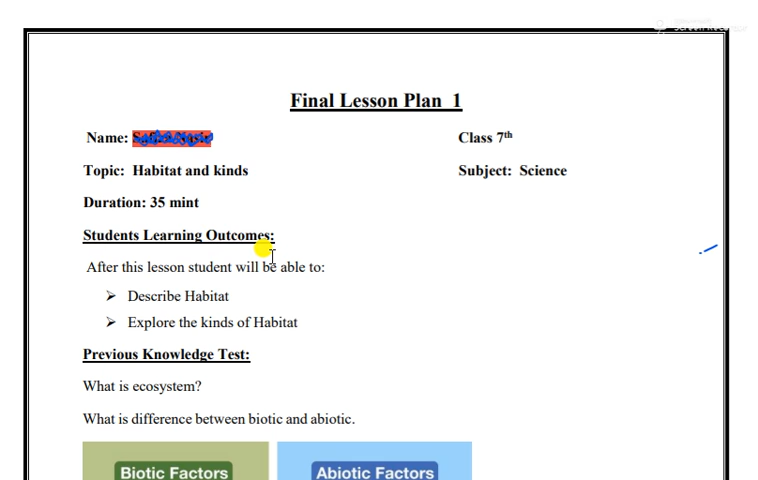 Final Lesson Plan 1
Name:
Class 7th
Topic: Habitat and kinds
Subject: Science
Duration: 35 mint
Students Learning Outcomes:
After this lesson student will be able to:
➢ Describe Habitat
➢ Explore the kinds of Habitat
Previous Knowledge Test:
What is ecosystem?
What is difference between biotic and abiotic.
Biotic Factors
Abiotic Factors